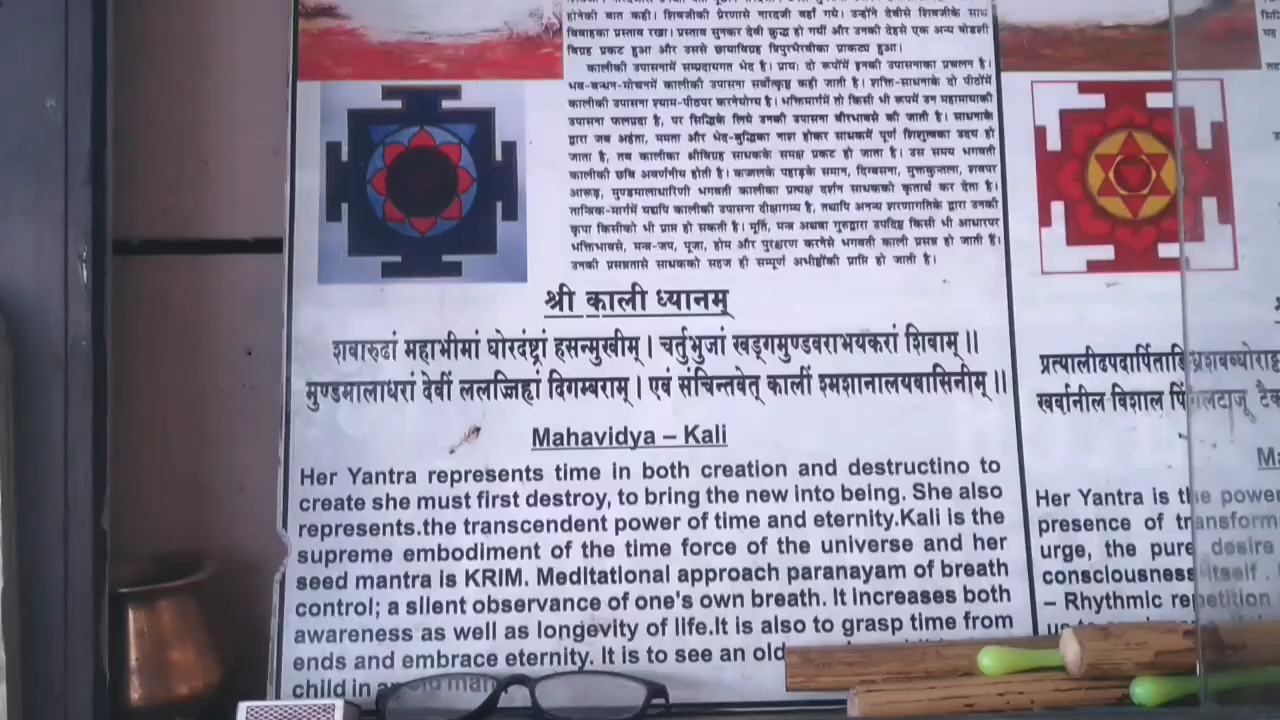 होनेकी बात कही। शिवजीकी प्रेरणासे नारदजी वहाँ गये। उन्होंने देवीसे शिवजीके साथ
विवाहका प्रस्ताव रखा। प्रस्ताव सुनकर देवी क्रुद्ध हो गयीं और उनकी देहसे एक अन्य षोडशी
विग्रह प्रकट हुआ और उससे छायाविग्रह त्रिपुरभैरवीका प्राकट्य हुआ।
कालीकी उपासनामें सम्प्रदायगत भेद है। प्रायः दो रूपोंमें इनकी उपासनाका प्रचलन है।
भव-बन्धन-मोचनमें कालीकी उपासना सर्वोत्कृष्ट कही जाती है। शक्ति-साधनाके दो पीठोंमें
कालीकी उपासना श्याम-पीठपर करनेयोग्य है। भक्तिमार्गमें तो किसी भी रूपमें उन महामायाकी
उपासना फलप्रदा है, पर सिद्धिके लिये उनकी उपासना वीरभावसे की जाती है। साधनाके
द्वारा जब अहंता, ममता और भेद-बुद्धिका नाश होकर साधकमें पूर्ण शिशुत्वका उदय हो
जाता है, तब कालीका श्रीविग्रह साधकके समक्ष प्रकट हो जाता है। उस समय भगवती
कालीकी छबि अवर्णनीय होती है। कज्जलके पहाड़के समान, दिग्वसना, मुक्तकुन्तला, शवपर
आरूढ़, मुण्डमालाधारिणी भगवती कालीका प्रत्यक्ष दर्शन साधकको कृतार्थ कर देता है।
तान्त्रिक-मार्गमें यद्यपि कालीकी उपासना दीक्षागम्य है, तथापि अनन्य शरणागतिके द्वारा उनकी
कृपा किसीको भी प्राप्त हो सकती है। मूर्ति, मन्त्र अथवा गुरुद्वारा उपदिष्ट किसी भी आधारपर
भक्तिभावसे, मन्त्र-जप, पूजा, होम और पुरश्चरण करनेसे भगवती काली प्रसन्न हो जाती हैं।
उनकी प्रसन्नतासे साधकको सहज ही सम्पूर्ण अभीष्टोंकी प्राप्ति हो जाती है।
श्री काली ध्यानम्
शवारुढां महाभीमां घोरदंष्ट्रां हसन्मुखीम्। चर्तुभुजां खड्गमुण्डवराभयकरां शिवाम्।।
मुण्डमालाधरां देवीं ललज्जिहां दिगम्बराम्। एवं संचिन्तवेत् कालीं श्मशानालयवासिनीम्।।
Mahavidya – Kali
Her Yantra represents time in both creation and destructino to
create she must first destroy, to bring the new into being. She also
represents.the transcendent power of time and eternity.Kali is the
supreme embodiment of the time force of the universe and her
seed mantra is KRIM. Meditational approach paranayam of breath
control; a silent observance of one's own breath. It increases both
awareness as well as longevity of life.It is also to grasp time from
ends and embrace eternity. It is to see an old
child in an old man
खर्वानील विशाल
Her Yantra is the power
presence of transform
urge, the pure desire
consciousness itself .
– Rhythmic repetition